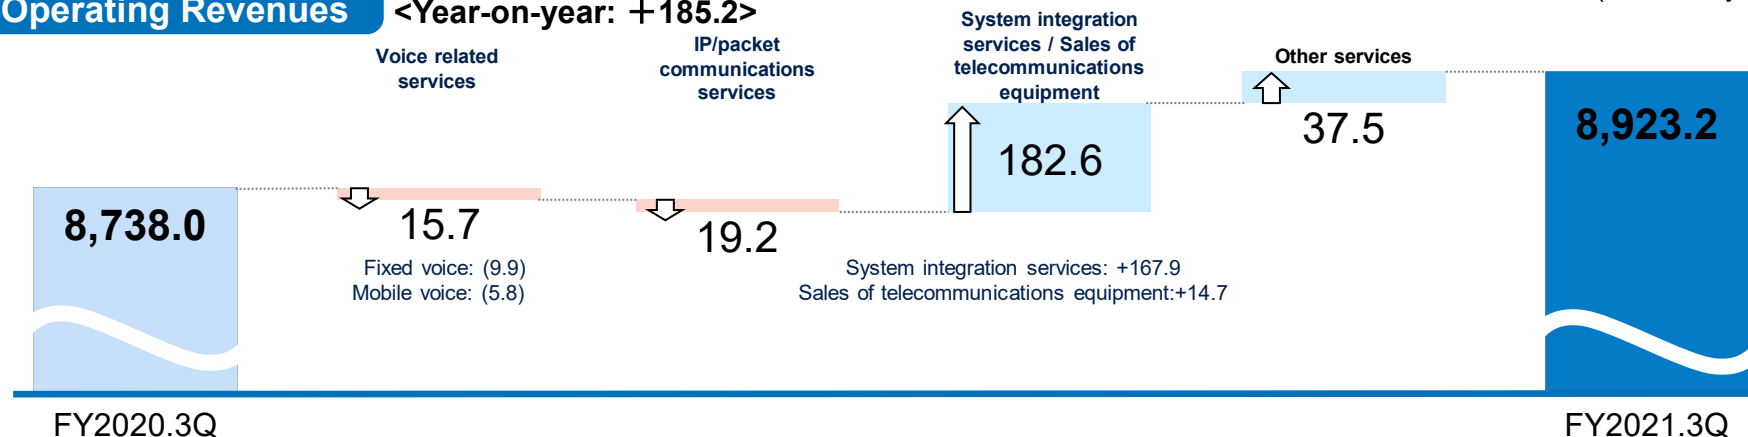 Operating Revenues
<Year-on-year: +185.2>
Voice related
services
IP/packet
communications
services
System integration
services / Sales of
telecommunications
equipment
Other services
8,738.0
15.7
19.2
182.6
37.5
8,923.2
Fixed voice: (9.9)
Mobile voice: (5.8)
System integration services: +167.9
Sales of telecommunications equipment:+14.7
FY2020.3Q
FY2021.3Q